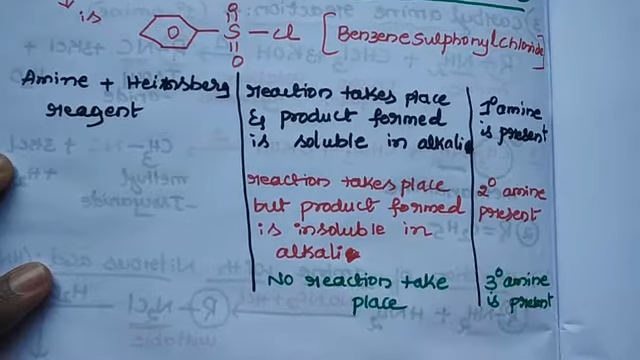 is
O
S — Cl [Benzenesulphonylchloride]
O
Amine + Heinsberg
reagent
reaction takes place
& product formed
is soluble in alkali
1° amine
is present
reaction takes place
but product formed
is insoluble in
alkali
2° amine
present
No reaction take
place
3° amine
is present